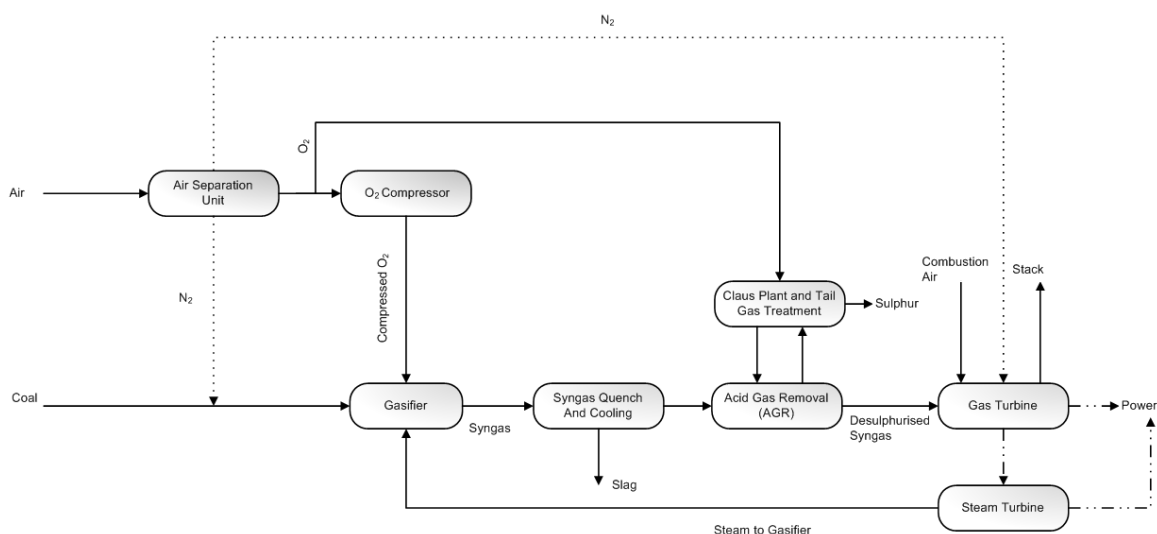 N₂
O₂
Air
Air Separation
Unit
O₂ Compressor
N₂
Compressed O₂
Combustion
Air
Stack
Claus Plant and Tail
Gas Treatment
Sulphur
Coal
Gasifier
Syngas
Syngas Quench
And Cooling
Acid Gas Removal
(AGR)
Desulphurised
Syngas
Gas Turbine
Power
Slag
Steam Turbine
Steam to Gasifier